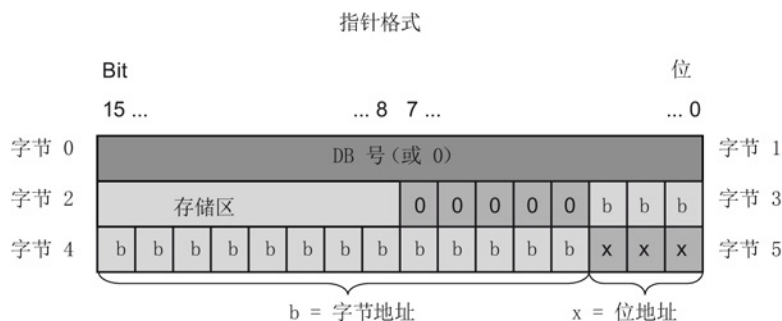 指针格式
Bit 位
15 ... ... 8 7 ... ... 0
字节 0 DB 号(或 0) 字节 1
字节 2 存储区 0 0 0 0 0 b b b 字节 3
字节 4 b b b b b b b b b b b b b x x x 字节 5
b = 字节地址 x = 位地址